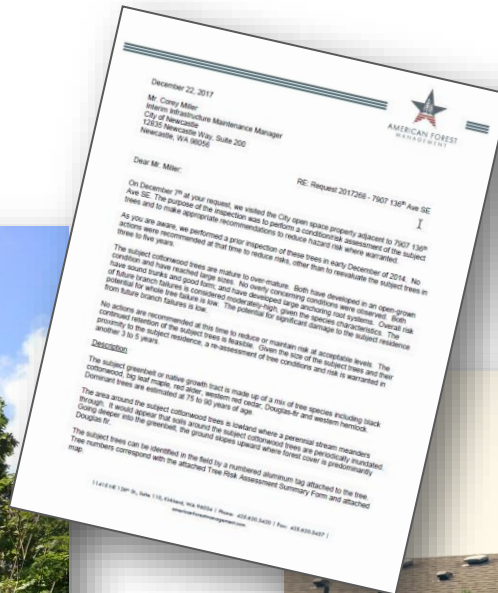 AMERICAN FOREST
MANAGEMENT
December 22, 2017
Mr. Corey Miller
Interim Infrastructure Maintenance Manager
City of Newcastle
12835 Newcastle Way, Suite 200
Newcastle, WA 98056
Dear Mr. Miller:
RE: Request 2017268 - 7907 136th Ave SE
On December 7th at your request, we visited the City open space property adjacent to 7907 136th
Ave SE. The purpose of the inspection was to perform a condition/risk assessment of the subject
trees and to make appropriate recommendations to reduce hazard risk where warranted.
As you are aware, we performed a prior inspection of these trees in early December of 2014. No
actions were recommended at that time to reduce risks, other than to reevaluate the subject trees in
three to five years.
The subject cottonwood trees are mature to over-mature. Both have developed in an open-grown
condition and have reached large sizes. No overly concerning conditions were observed. Both
have sound trunks and good form; and have developed large anchoring root systems. Overall risk
of future branch failures is considered moderately-high, given the species characteristics. The
potential for whole tree failure is low. The potential for significant damage to the subject residence
from future branch failures is low.
No actions are recommended at this time to reduce or maintain risk at acceptable levels. The
continued retention of the subject trees is feasible. Given the size of the subject trees and their
proximity to the subject residence, a re-assessment of tree conditions and risk is warranted in
another 3 to 5 years.
Description
The subject greenbelt or native growth tract is made up of a mix of tree species including black
cottonwood, big leaf maple, red alder, western red cedar, Douglas-fir and western hemlock.
Dominant trees are estimated at 75 to 90 years of age.
The area around the subject cottonwood trees is lowland where a perennial stream meanders
through. It would appear that soils around the subject cottonwood trees are periodically inundated.
Going deeper into the greenbelt, the ground slopes upward where forest cover is predominantly
Douglas fir.
The subject trees can be identified in the field by a numbered aluminum tag attached to the tree.
Tree numbers correspond with the attached Tree Risk Assessment Summary Form and attached
map.